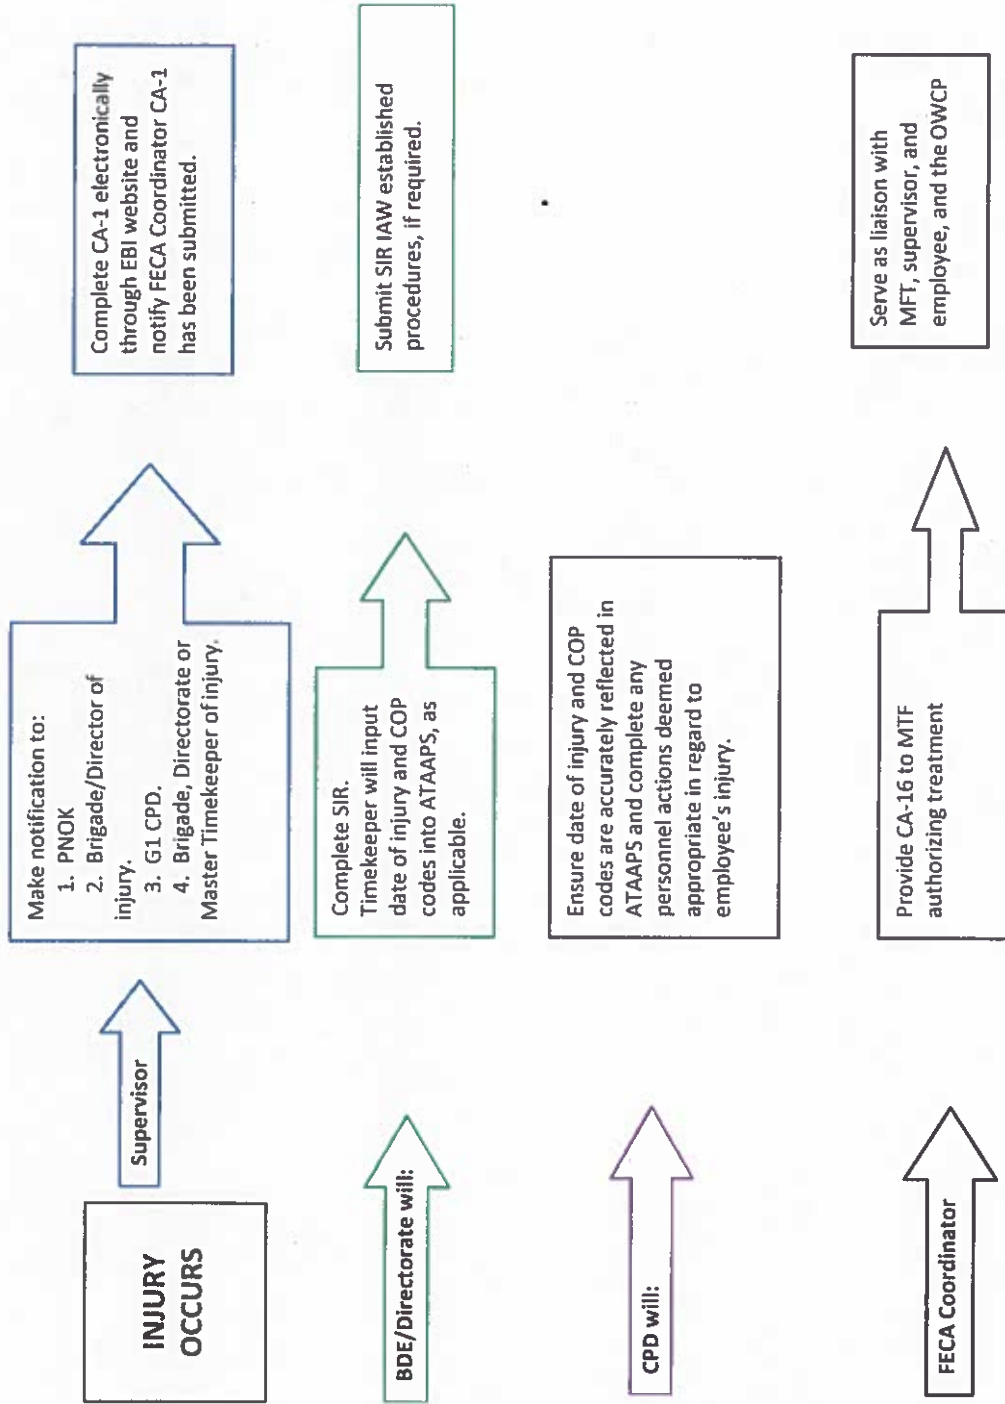 INJURY
OCCURS
Supervisor
Make notification to:
1. PNOK
2. Brigade/Director of
injury.
3. G1 CPD.
4. Brigade, Directorate or
Master Timekeeper of injury.
Complete CA-1 electronically
through EBI website and
notify FECA Coordinator CA-1
has been submitted.
BDE/Directorate will:
Complete SIR.
Timekeeper will input
date of injury and COP
codes into ATAAPS, as
applicable.
Submit SIR IAW established
procedures, if required.
CPD will:
Ensure date of injury and COP
codes are accurately reflected in
ATAAPS and complete any
personnel actions deemed
appropriate in regard to
employee's injury.
FECA Coordinator
Provide CA-16 to MTF
authorizing treatment
Serve as liaison with
MFT, supervisor, and
employee, and the OWCP